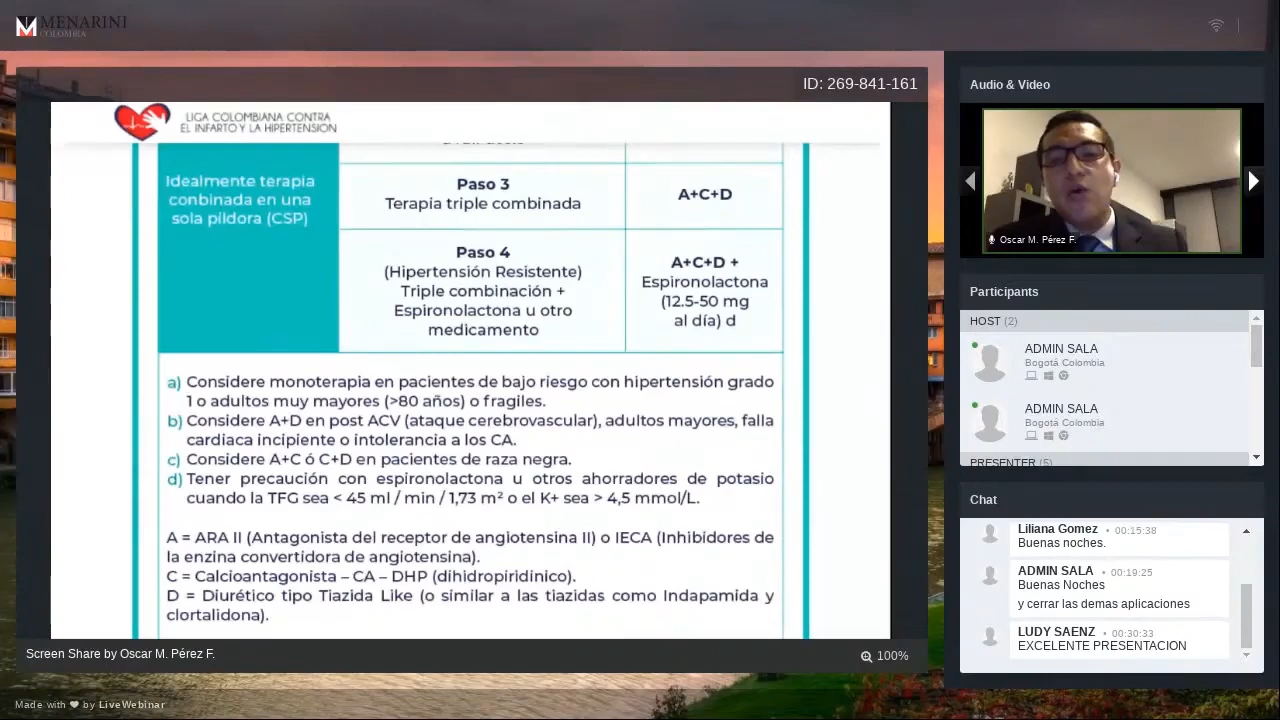 MENARINI
COLOMBIA
ID: 269-841-161
LIGA COLOMBIANA CONTRA
EL INFARTO Y LA HIPERTENSION
Idealmente terapia
conbinada en una
sola píldora (CSP)
Paso 3
Terapia triple combinada
A+C+D
Paso 4
(Hipertensión Resistente)
Triple combinación +
Espironolactona u otro
medicamento
A+C+D +
Espironolactona
(12.5-50 mg
al día) d
a) Considere monoterapia en pacientes de bajo riesgo con hipertensión grado
1 o adultos muy mayores (>80 años) o fragiles.
b) Considere A+D en post ACV (ataque cerebrovascular), adultos mayores, falla
cardiaca incipiente o intolerancia a los CA.
c) Considere A+C ó C+D en pacientes de raza negra.
d) Tener precaución con espironolactona u otros ahorradores de potasio
cuando la TFG sea < 45 ml / min / 1,73 m² o el K+ sea > 4,5 mmol/L.
A = ARA II (Antagonista del receptor de angiotensina II) o IECA (Inhibidores de
la enzina convertidora de angiotensina).
C = Calcioantagonista – CA – DHP (dihidropiridínico).
D = Diurético tipo Tiazida Like (o similar a las tiazidas como Indapamida y
clortalidona).
Screen Share by Oscar M. Pérez F.
100%
Made with ❤ by LiveWebinar
Audio & Video
Oscar M. Pérez F.
Participants
HOST (2)
ADMIN SALA
Bogotá Colombia
ADMIN SALA
Bogotá Colombia
PRESENTER (5)
Chat
Liliana Gomez • 00:15:38
Buenas noches.
ADMIN SALA • 00:19:25
Buenas Noches
y cerrar las demas aplicaciones
LUDY SAENZ • 00:30:33
EXCELENTE PRESENTACION